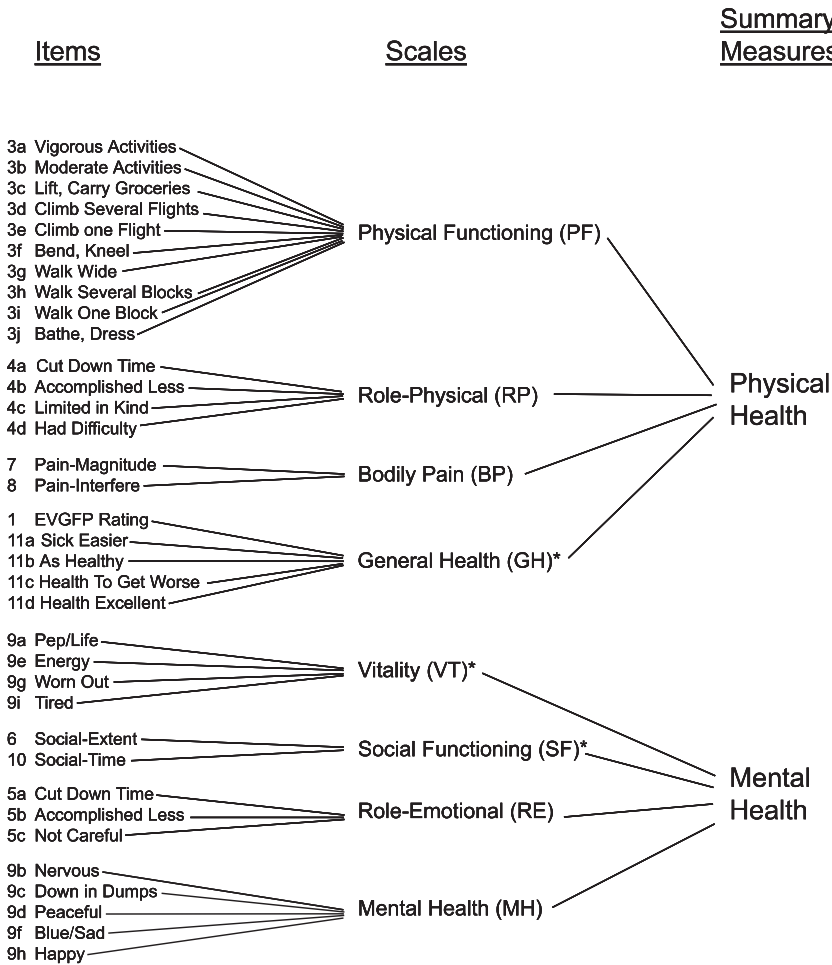 Items
Scales
Summary
Measures
3a Vigorous Activities
3b Moderate Activities
3c Lift, Carry Groceries
3d Climb Several Flights
3e Climb one Flight
3f Bend, Kneel
3g Walk Wide
3h Walk Several Blocks
3i Walk One Block
3j Bathe, Dress
Physical Functioning (PF)
4a Cut Down Time
4b Accomplished Less
4c Limited in Kind
4d Had Difficulty
Role-Physical (RP)
7 Pain-Magnitude
8 Pain-Interfere
Bodily Pain (BP)
1 EVGFP Rating
11a Sick Easier
11b As Healthy
11c Health To Get Worse
11d Health Excellent
General Health (GH)*
Physical
Health
9a Pep/Life
9e Energy
9g Worn Out
9i Tired
Vitality (VT)*
6 Social-Extent
10 Social-Time
Social Functioning (SF)*
5a Cut Down Time
5b Accomplished Less
5c Not Careful
Role-Emotional (RE)
9b Nervous
9c Down in Dumps
9d Peaceful
9f Blue/Sad
9h Happy
Mental Health (MH)
Mental
Health